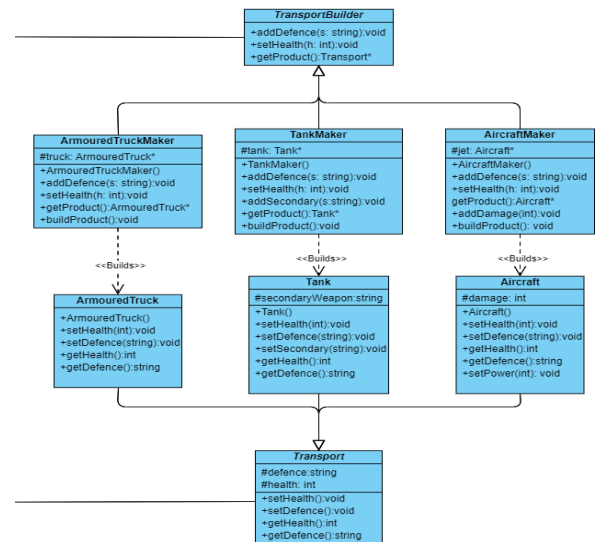 TransportBuilder
+addDefence(s: string):void
+setHealth(h: int):void
+getProduct():Transport*
ArmouredTruckMaker
#truck: ArmouredTruck*
+ArmouredTruckMaker()
+addDefence(s: string):void
+setHealth(h: int):void
+getProduct():ArmouredTruck*
+buildProduct():void
TankMaker
#tank: Tank*
+TankMaker()
+addDefence(s: string):void
+setHealth(h: int):void
+addSecondary(s:string):void
+getProduct():Tank*
+buildProduct():void
AircraftMaker
#jet: Aircraft*
+AircraftMaker()
+addDefence(s: string):void
+setHealth(h: int):void
getProduct():Aircraft*
+addDamage(int):void
+buildProduct(): void
<<Builds>>
<<Builds>>
<<Builds>>
ArmouredTruck
+ArmouredTruck()
+setHealth(int):void
+setDefence(string):void
+getHealth():int
+getDefence():string
Tank
#secondaryWeapon:string
+Tank()
+setHealth(int):void
+setDefence(string):void
+setSecondary(string):void
+getHealth():int
+getDefence():string
Aircraft
#damage: int
+Aircraft()
+setHealth(int):void
+setDefence(string):void
+getHealth():int
+getDefence():string
+setPower(int): void
Transport
#defence:string
#health: int
+setHealth():void
+setDefence():void
+getHealth():int
+getDefence():string